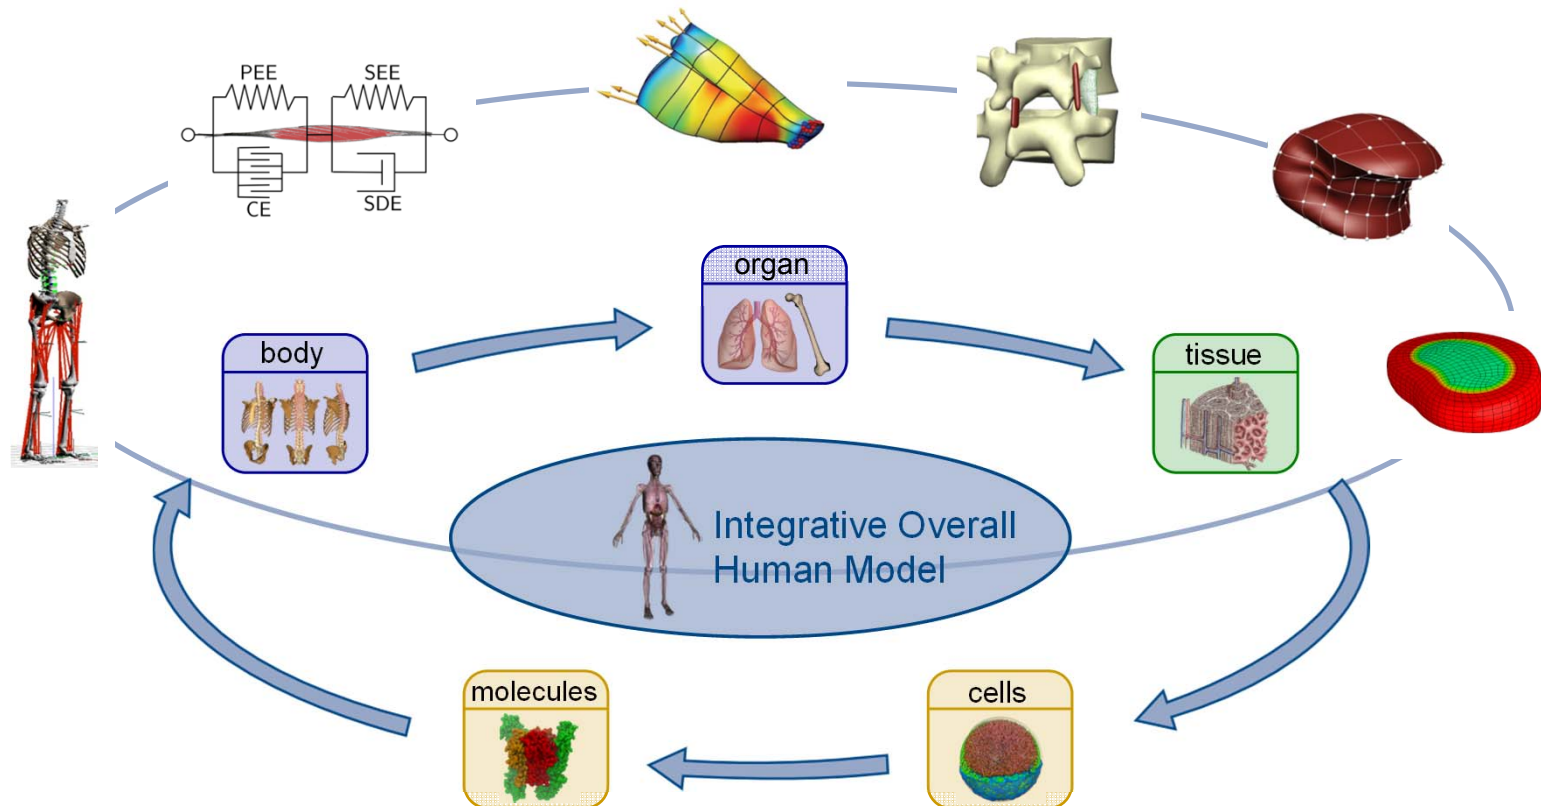 PEE
SEE
CE
SDE
organ
body
tissue
Integrative Overall
Human Model
molecules
cells